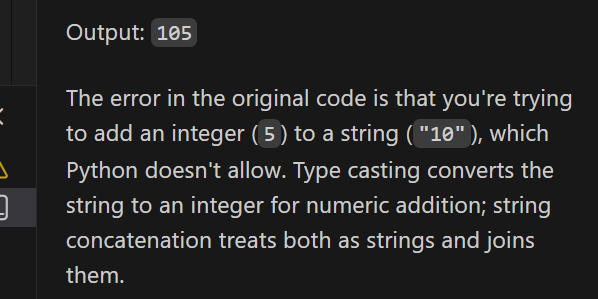 Output: 105
The error in the original code is that you're trying
to add an integer (5) to a string ("10"), which
Python doesn't allow. Type casting converts the
string to an integer for numeric addition; string
concatenation treats both as strings and joins
them.